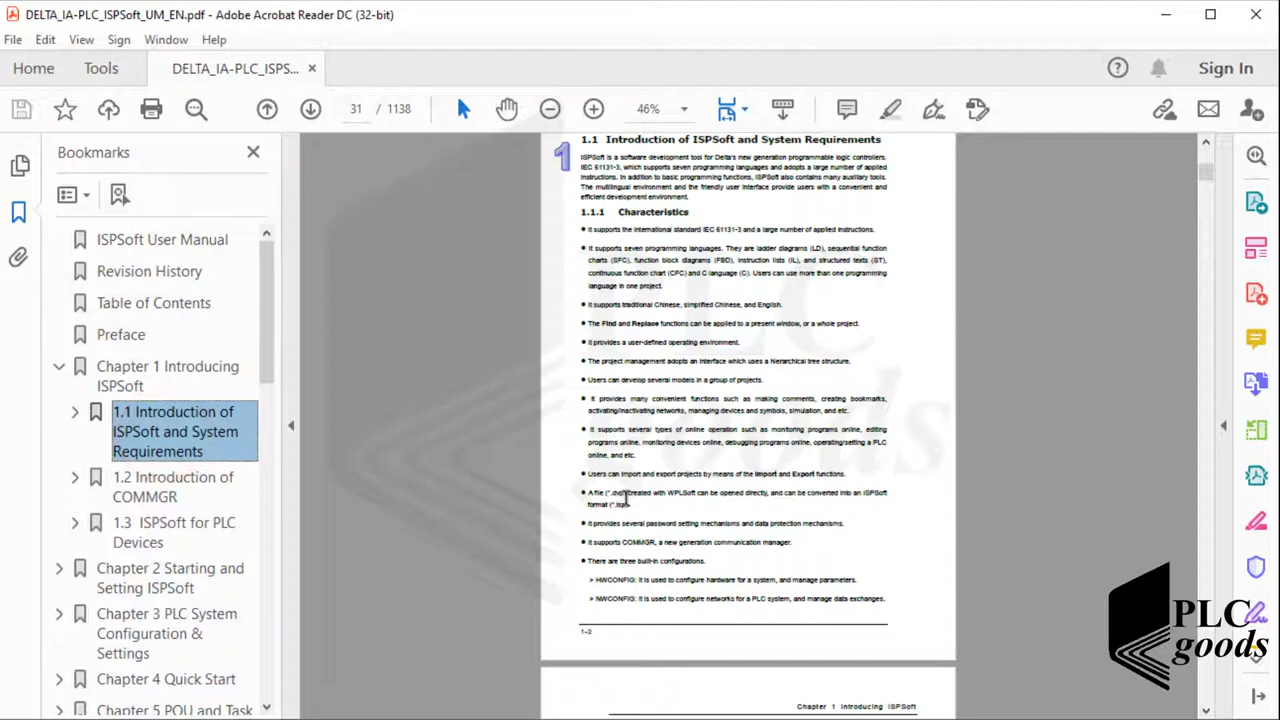 DELTA_IA-PLC_ISPSoft_UM_EN.pdf - Adobe Acrobat Reader DC (32-bit)
File Edit View Sign Window Help
Home Tools DELTA_IA-PLC_ISPS... Sign In
31 / 1138 46%
Bookmar
user Manual
Revision History
Table of Contents
face
ter 1 Introducing
ISPSoft
1.1 Introduction of
ISPSoft and System
ements
1.2 Introduction of
COMMGR
1.3 ISPSoft for PLC
Devices
Chapter 2 Starting and
Setting ISPSoft
Chapter 3 PLC System
Configuration &
Settings
Chapter 4 Quick Start
Chapter 5 POU and Task
1
1.1 Introduction of ISPSoft and System Requirements
ISPSoft is a software development tool for Delta's new generation programmable logic controllers.
IEC 61131-3, which supports seven programming languages and adopts a large number of applied
instructions. In addition to basic programming functions, ISPSoft also contains many auxiliary tools.
The multilingual environment and the friendly user interface provide users with a convenient and
efficient development environment.
1.1.1 Characteristics
● It supports the international standard IEC 61131-3 and a large number of applied instructions.
● It supports seven programming languages. They are ladder diagrams (LD), sequential function
charts (SFC), function block diagrams (FBD), instruction lists (IL), and structured texts (ST),
continuous function chart (CFC) and C language (C). Users can use more than one programming
language in one project.
● It supports traditional Chinese, simplified Chinese, and English.
● The Find and Replace functions can be applied to a present window, or a whole project.
● It provides a user-defined operating environment.
● The project management adopts an interface which uses a hierarchical tree structure.
● Users can develop several models in a group of projects.
● It provides many convenient functions such as making comments, creating bookmarks,
activating/inactivating networks, managing devices and symbols, simulation, and etc.
● It supports several types of online operation such as monitoring programs online, editing
programs online, monitoring devices online, debugging programs online, operating/setting a PLC
online, and etc.
● Users can import and export projects by means of the Import and Export functions.
● A file (*.dvp) created with WPLSoft can be opened directly, and can be converted into an ISPSoft
format (*.isp).
● It provides several password setting mechanisms and data protection mechanisms.
● It supports COMMGR, a new generation communication manager.
● There are three built-in configurations.
➤ HWCONFIG: It is used to configure hardware for a system, and manage parameters.
➤ NWCONFIG: It is used to configure networks for a PLC system, and manage data exchanges.
1-2
Chapter 1 Introducing ISPSoft
PLC
goods